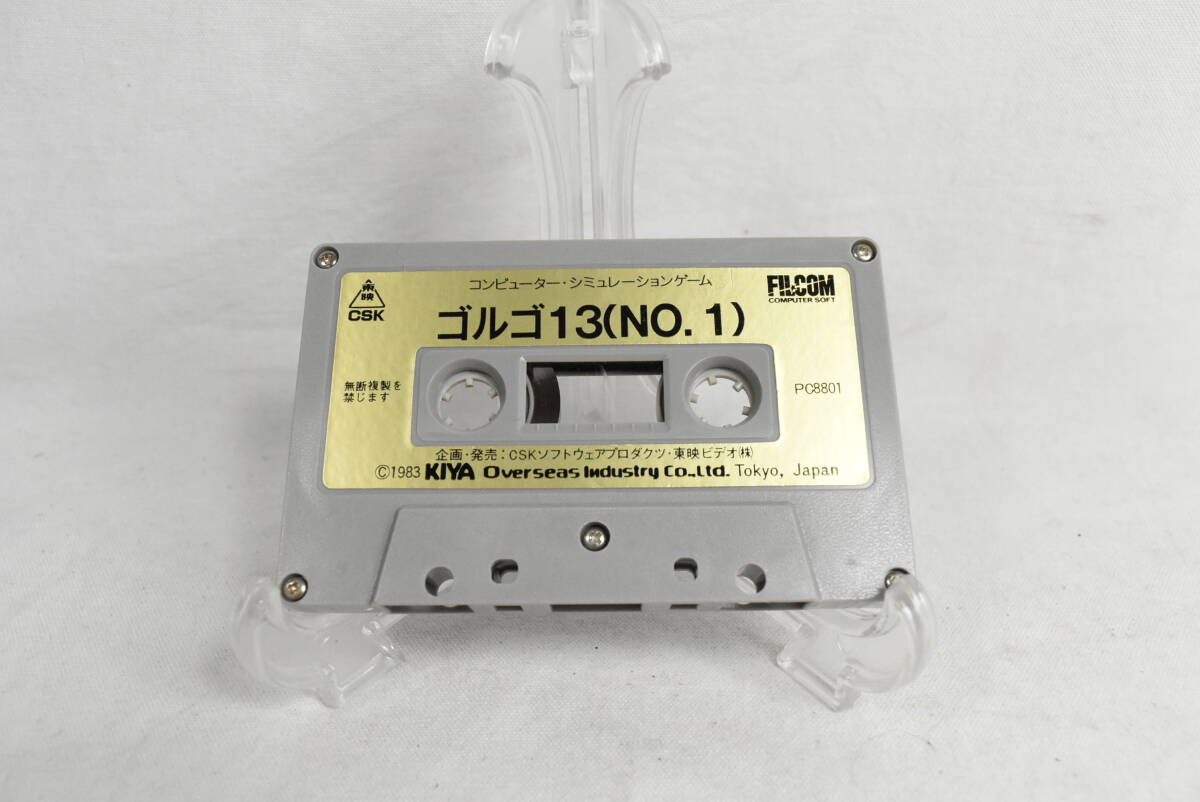 コンピューター・シミュレーションゲーム
東映
CSK
FILCOM
COMPUTER SOFT
ゴルゴ13(NO.1)
無断複製を
禁じます
PC8801
企画・発売：CSKソフトウェアプロダクツ・東映ビデオ(株)
©1983 KIYA Overseas Industry Co.,Ltd. Tokyo, Japan